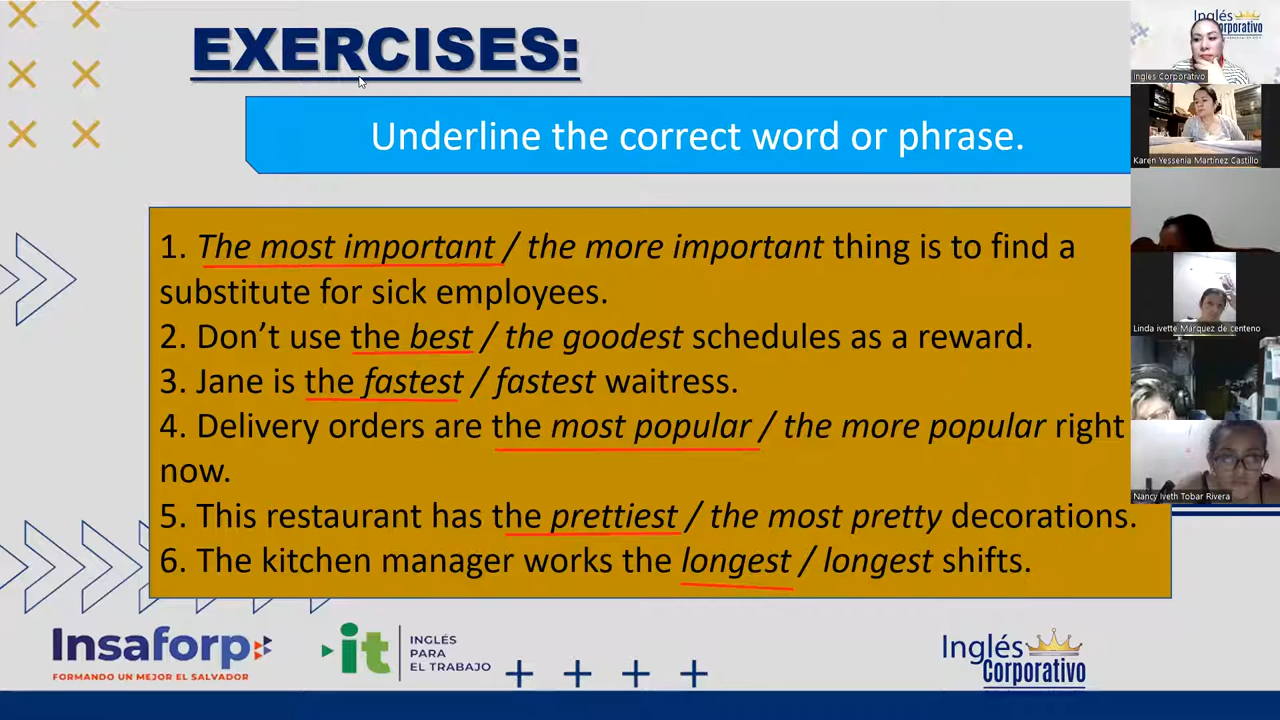 EXERCISES:
Underline the correct word or phrase.
1. The most important / the more important thing is to find a
substitute for sick employees.
2. Don’t use the best / the goodest schedules as a reward.
3. Jane is the fastest / fastest waitress.
4. Delivery orders are the most popular / the more popular right
now.
5. This restaurant has the prettiest / the most pretty decorations.
6. The kitchen manager works the longest / longest shifts.
Insaforp
FORMANDO UN MEJOR EL SALVADOR
it
INGLÉS
PARA
EL TRABAJO
Inglés
Corporativo
Inglés
Corporativo
Ingles Corporativo
Karen Yessenia Martínez Castillo
Linda ivette Márquez de centeno
Nancy Iveth Tobar Rivera